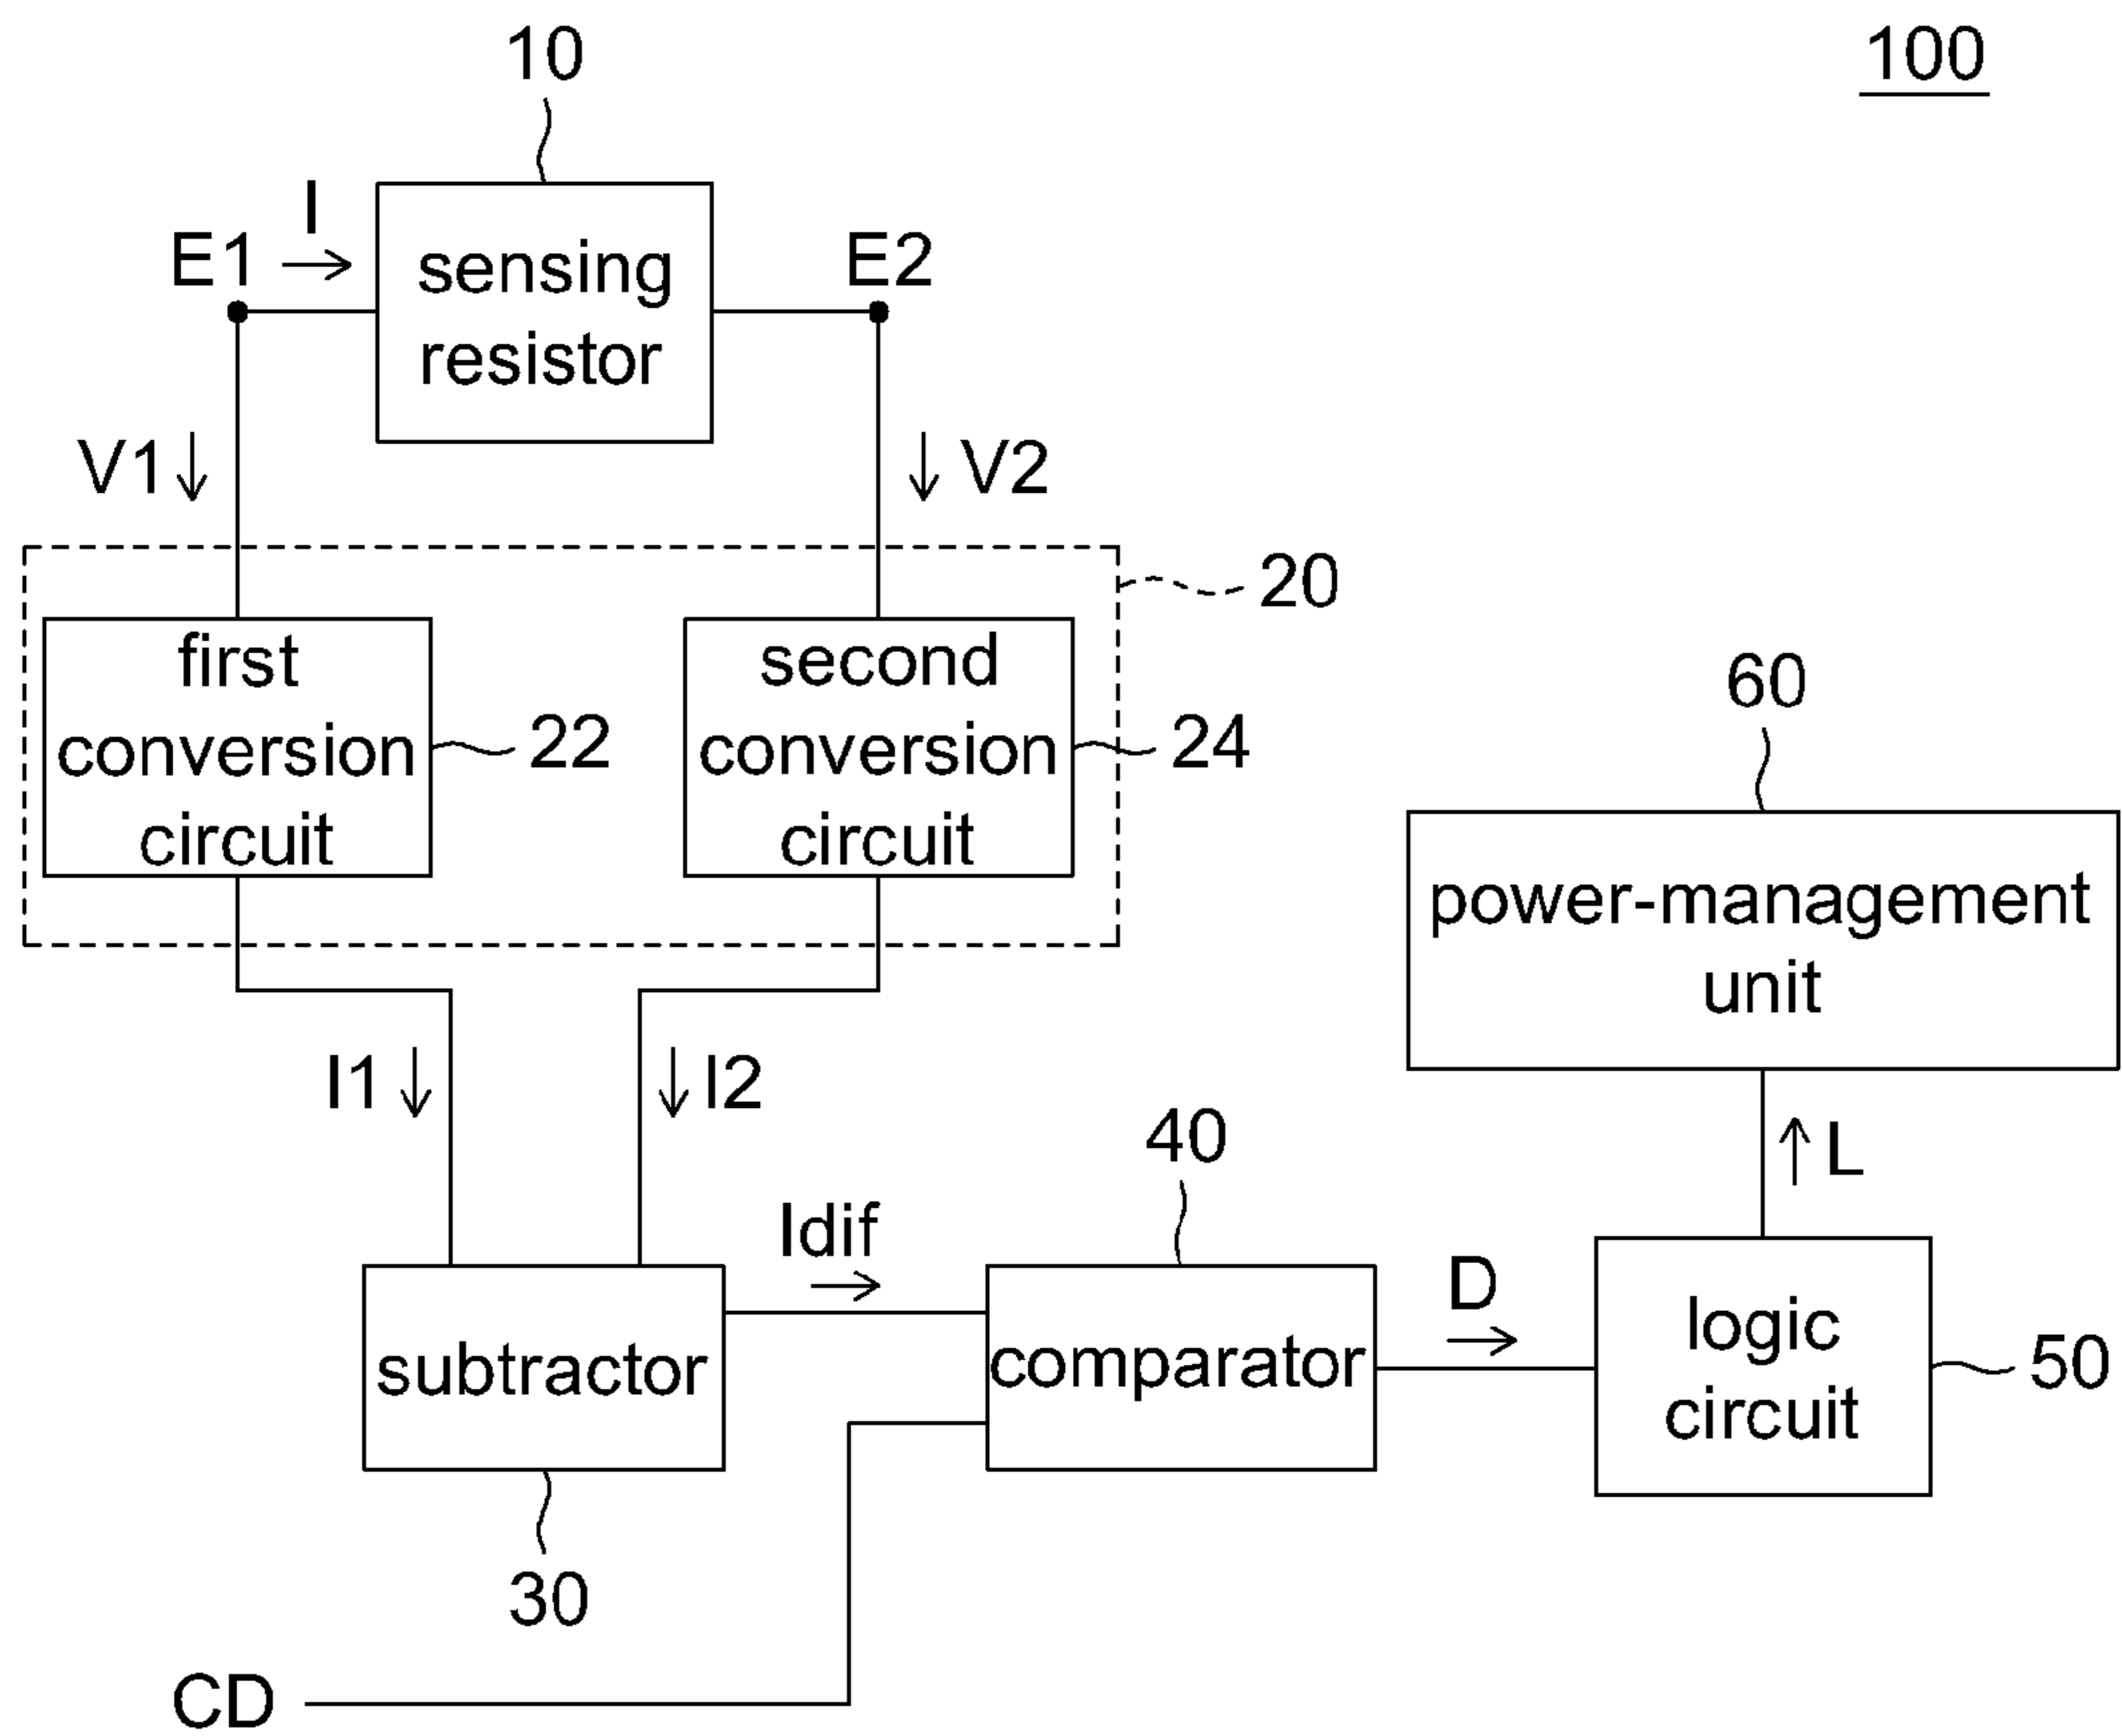 10
100
I
E1
E2
sensing
resistor
V1
V2
20
first
conversion
circuit
22
second
conversion
circuit
24
60
power-management
unit
I1
I2
40
L
Idif
D
subtractor
comparator
logic
circuit
50
30
CD